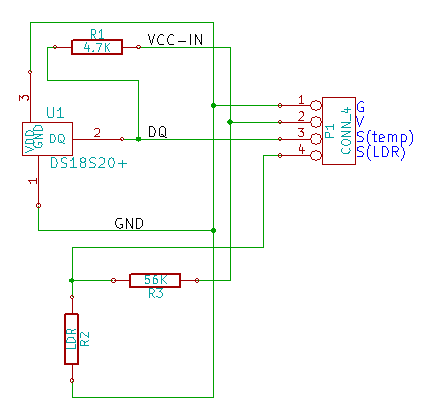 R1
VCC-IN
4.7K
3
1
G
U1
2
V
VDD
GND
DQ
2
DQ
P1
CONN_4
3
S(temp)
4
S(LDR)
DS18S20+
1
GND
56K
R3
LDR
R2